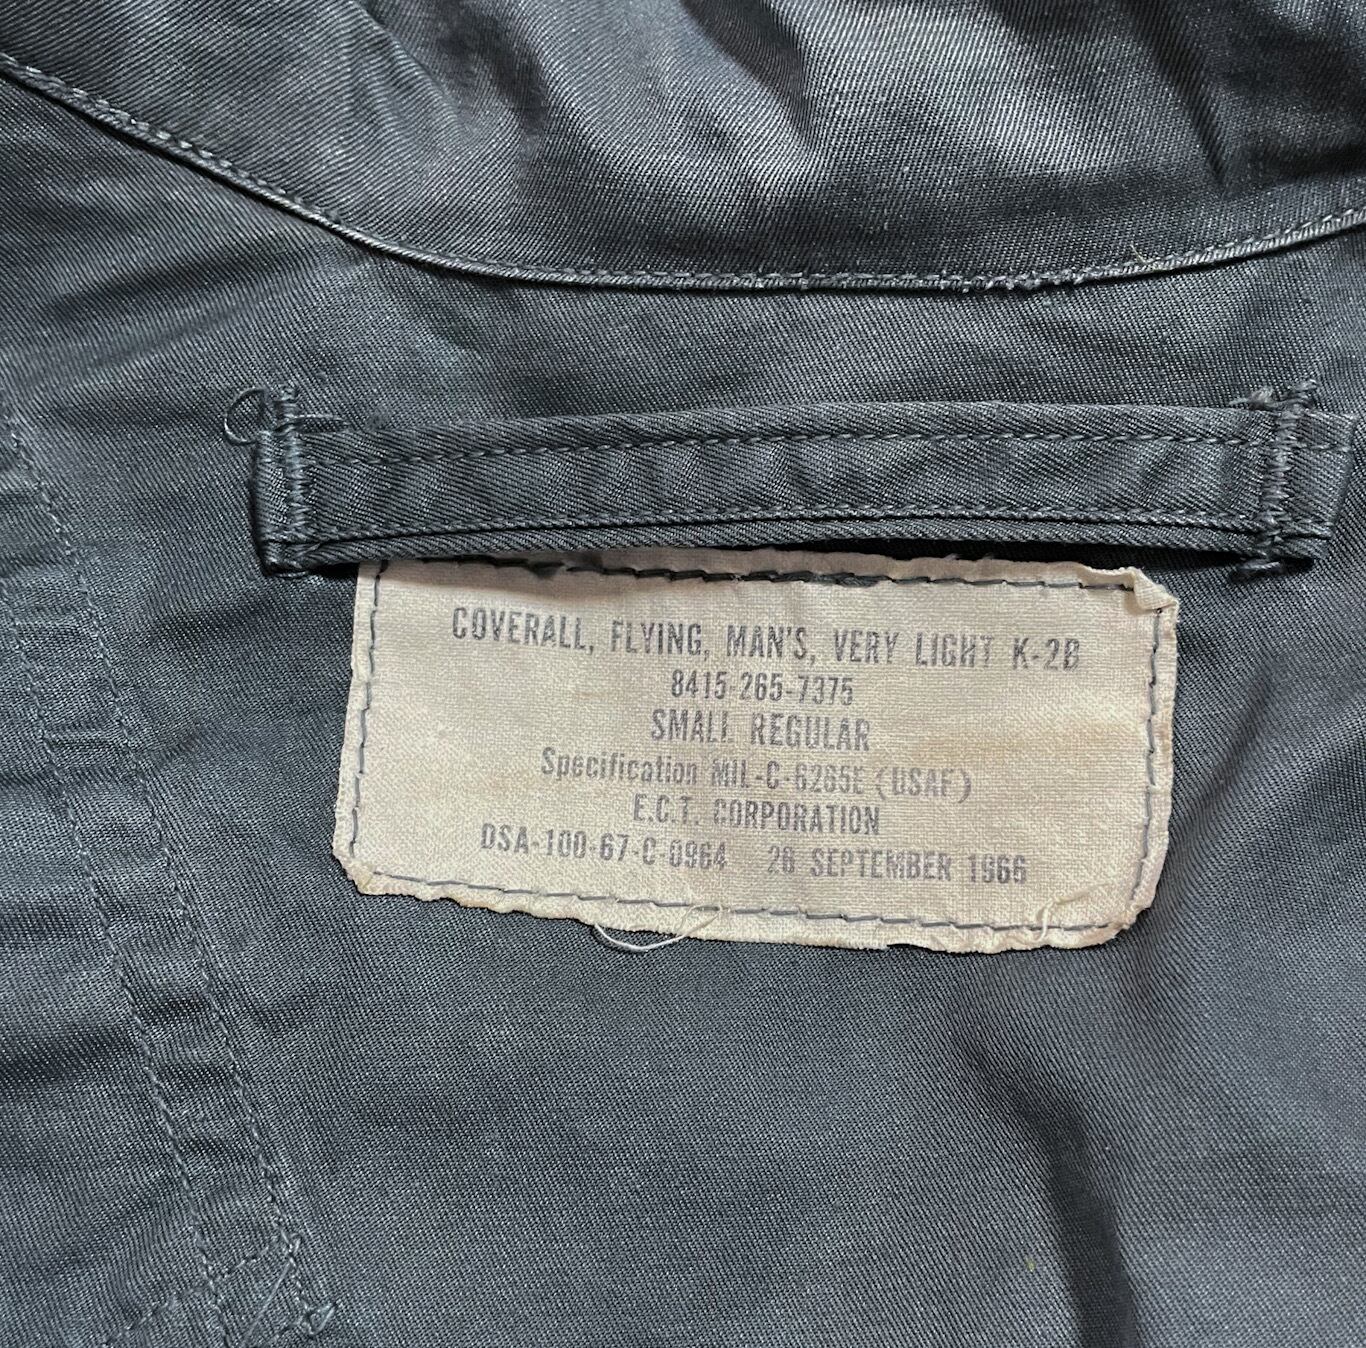 COVERALL, FLYING, MAN'S, VERY LIGHT K-2B
8415-265-7375
SMALL REGULAR
Specification MIL-C-6265E (USAF)
E.C.T. CORPORATION
DSA-100-67-C-0964 26 SEPTEMBER 1966